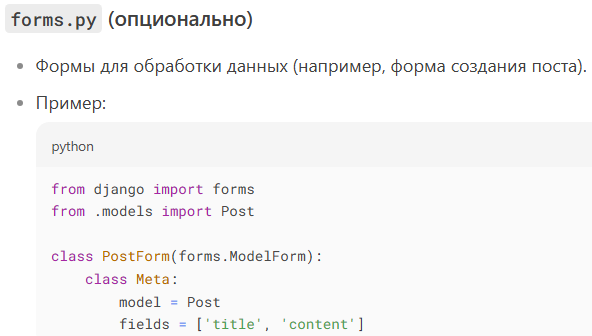 forms.py (опционально)
Формы для обработки данных (например, форма создания поста).
Пример:
python
from django import forms
from .models import Post
class PostForm(forms.ModelForm):
    class Meta:
        model = Post
        fields = ['title', 'content']